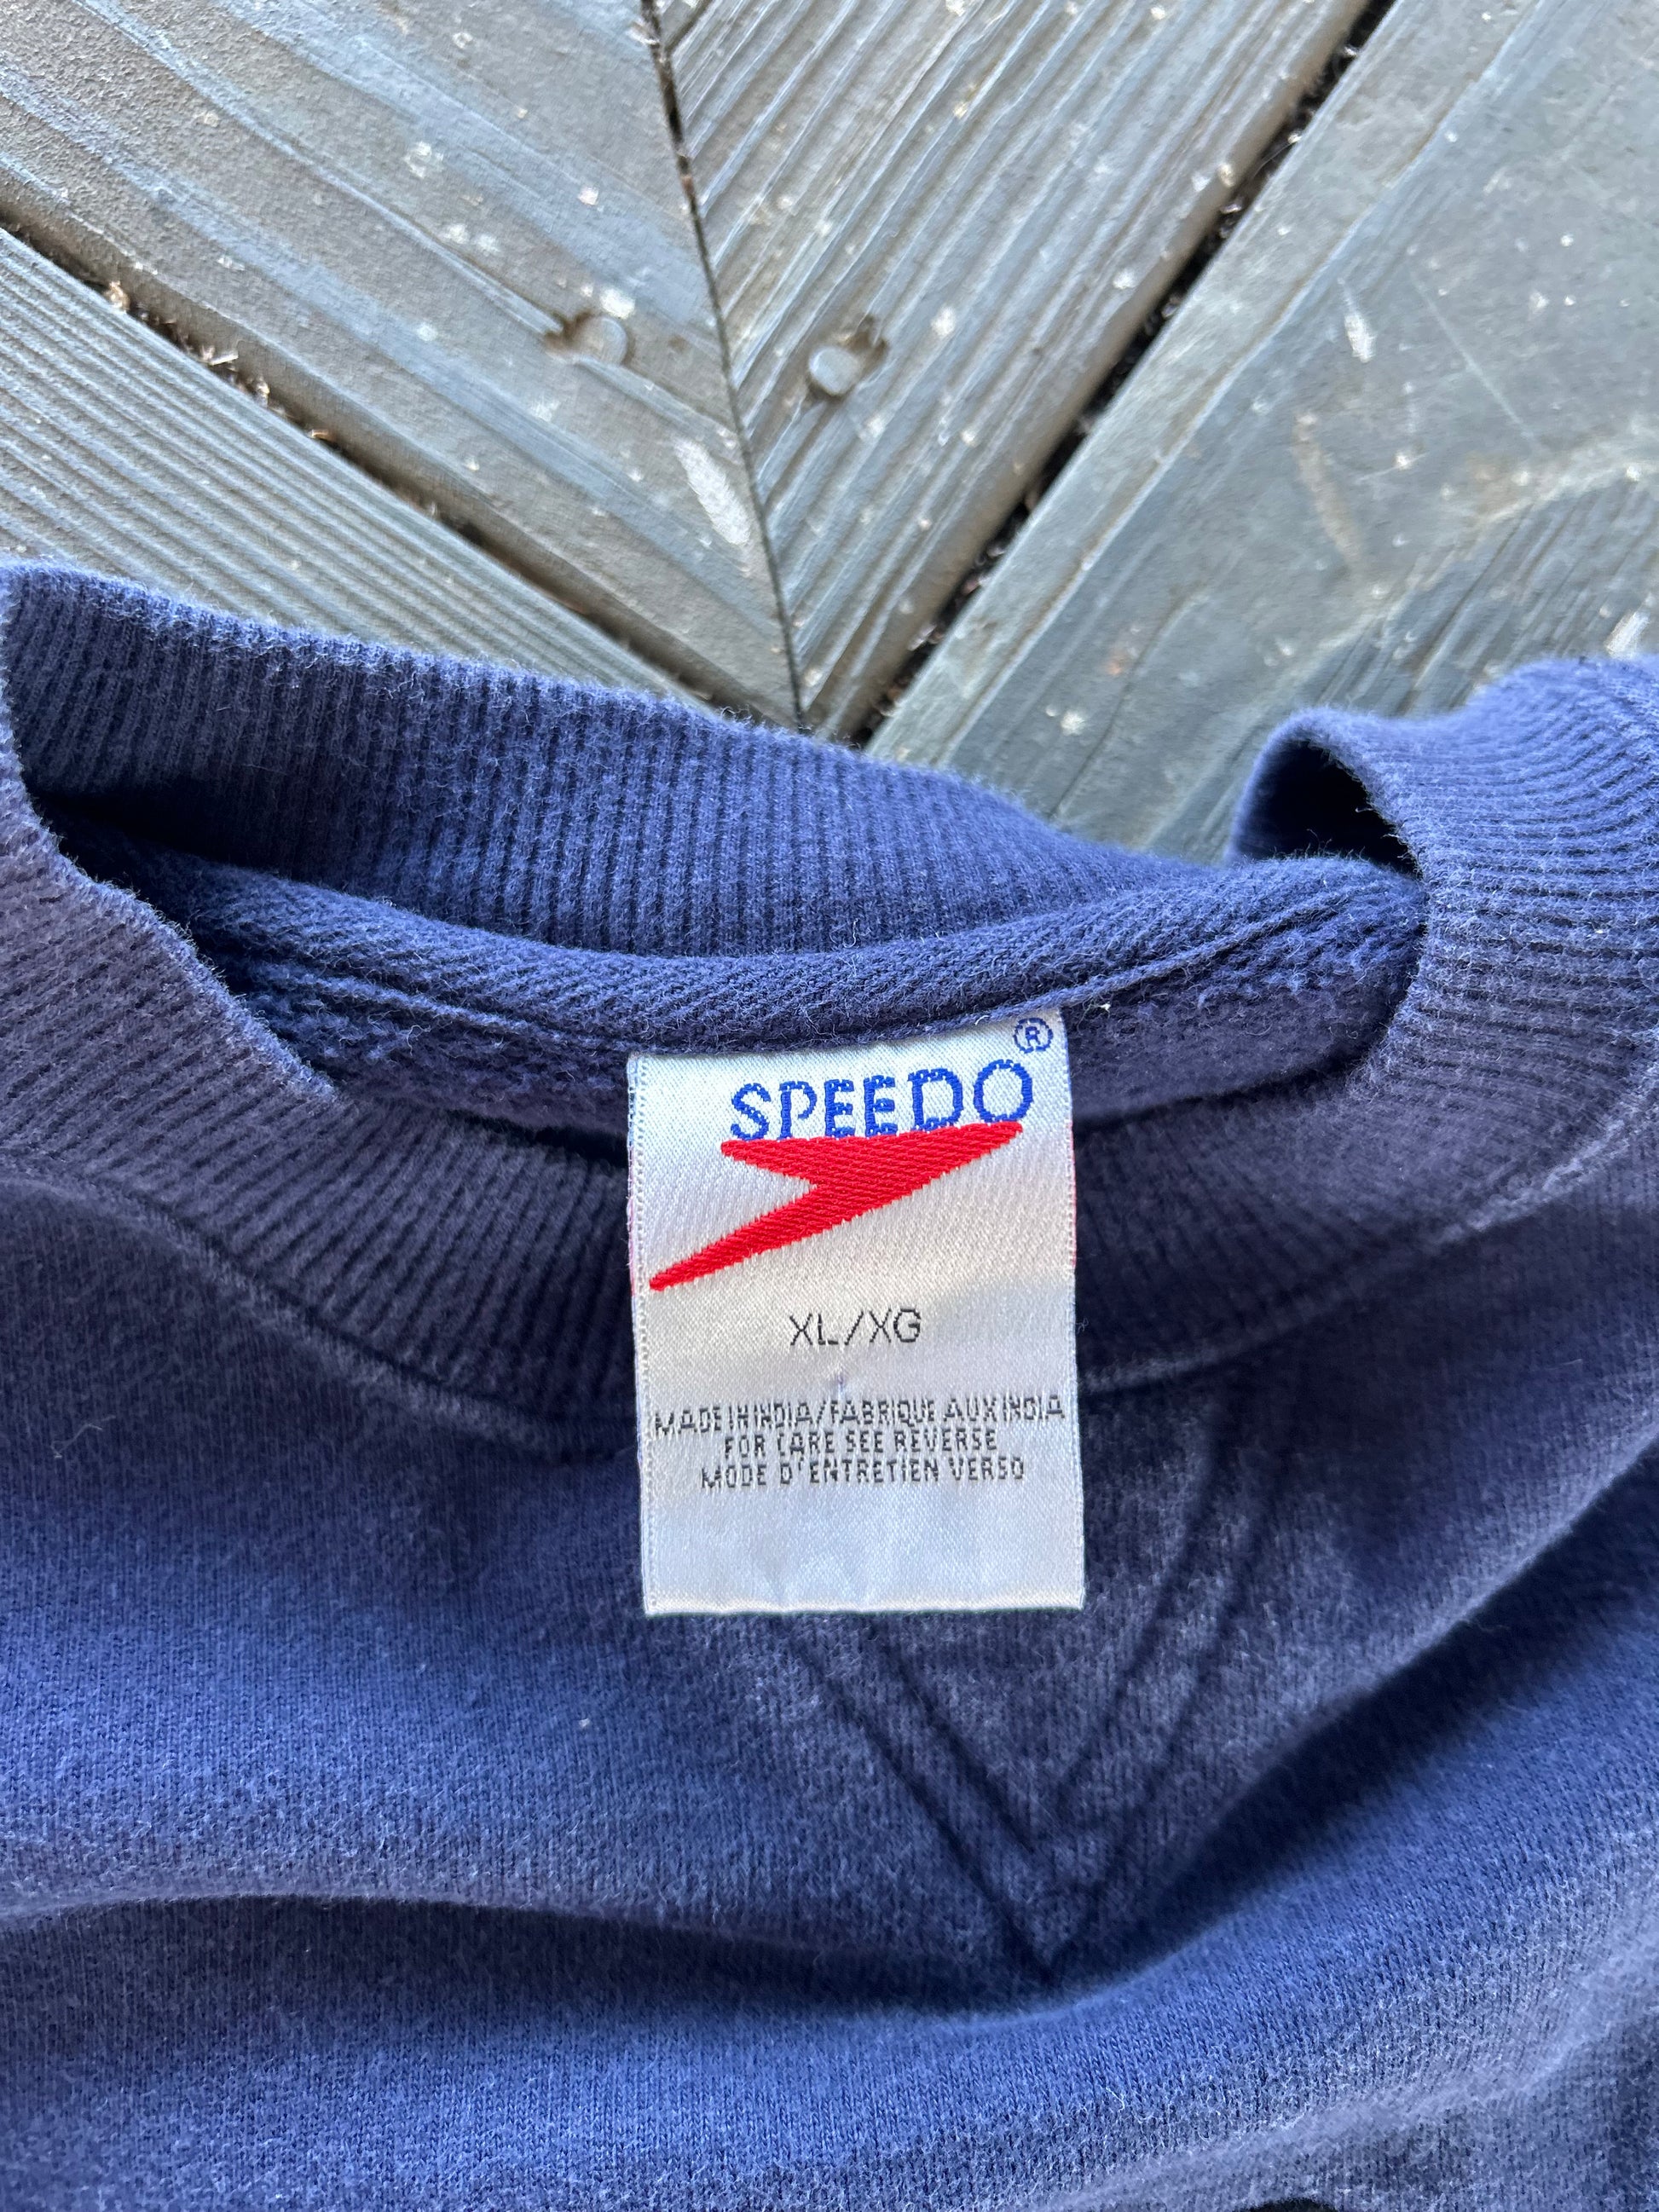 SPEEDO®
XL/XG
MADE IN INDIA/FABRIQUE AUX INDIA
FOR CARE SEE REVERSE
MODE D'ENTRETIEN VERSO